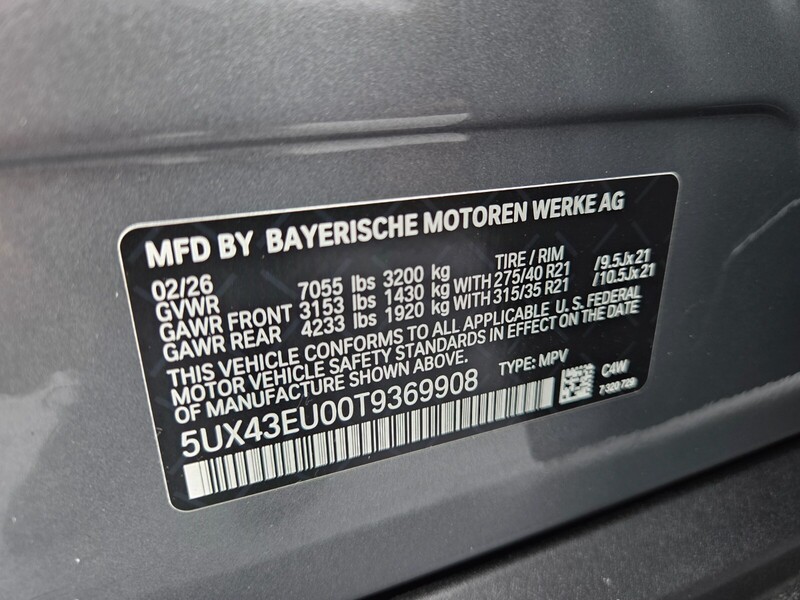 MFD BY BAYERISCHE MOTOREN WERKE AG
02/26 TIRE / RIM
GVWR 7055 lbs 3200 kg
GAWR FRONT 3153 lbs 1430 kg WITH 275/40 R21 /9.5Jx21
GAWR REAR 4233 lbs 1920 kg WITH 315/35 R21 /10.5Jx21
THIS VEHICLE CONFORMS TO ALL APPLICABLE U. S. FEDERAL
MOTOR VEHICLE SAFETY STANDARDS IN EFFECT ON THE DATE
OF MANUFACTURE SHOWN ABOVE.
TYPE: MPV C4W
5UX43EU00T9369908 7 320 729